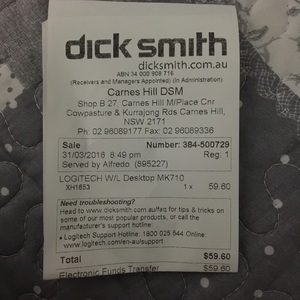 dick smith
dicksmith.com.au
ABN 34 000 908 716
(Receivers and Managers Appointed) (In Administration)
Carnes Hill DSM
Shop B 27, Carnes Hill M/Place Cnr
Cowpasture & Kurrajong Rds Carnes Hill,
NSW 2171
Ph: 02 96089177 Fax: 02 96089336
Sale Number: 384-500729
31/03/2016 8:49 pm Reg: 1
Served by Alfredo (895227)
LOGITECH W/L Desktop MK710
XH1653 1 x 59.60
Need troubleshooting?
Head to www.dicksmith.com.au/faq for tips & tricks on
some of our most popular products, or call the
manufacturer for support.
• Logitech Support Hotline: 1800 025 544 Online:
www.logitech.com/en-au/support
Total $59.60
Electronic Funds Transfer $59.60